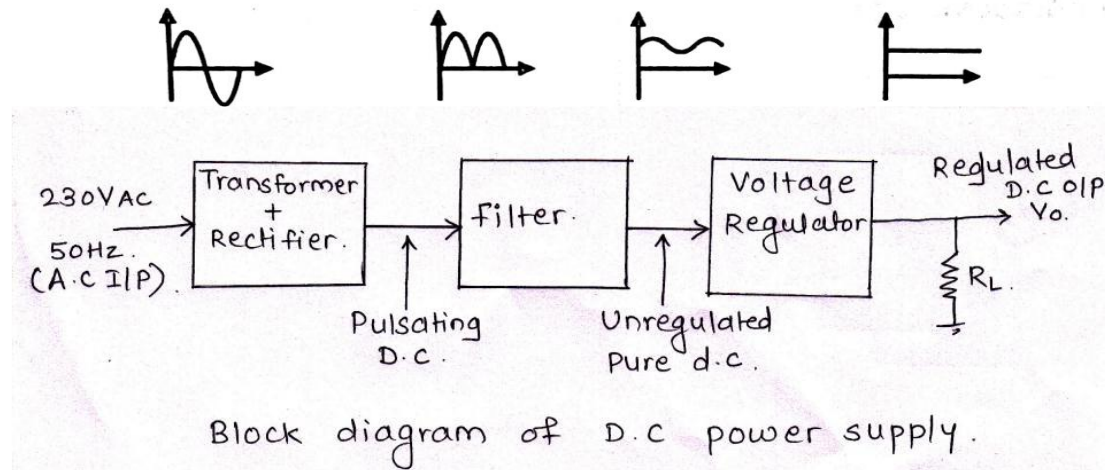 230VAC
50Hz.
(A.C I/P).
Transformer
+
Rectifier.
Pulsating
D.C.
filter.
Unregulated
Pure d.c.
Voltage
Regulator
Regulated
D.C O/P
Vo.
RL.
Block diagram of D.C power supply.